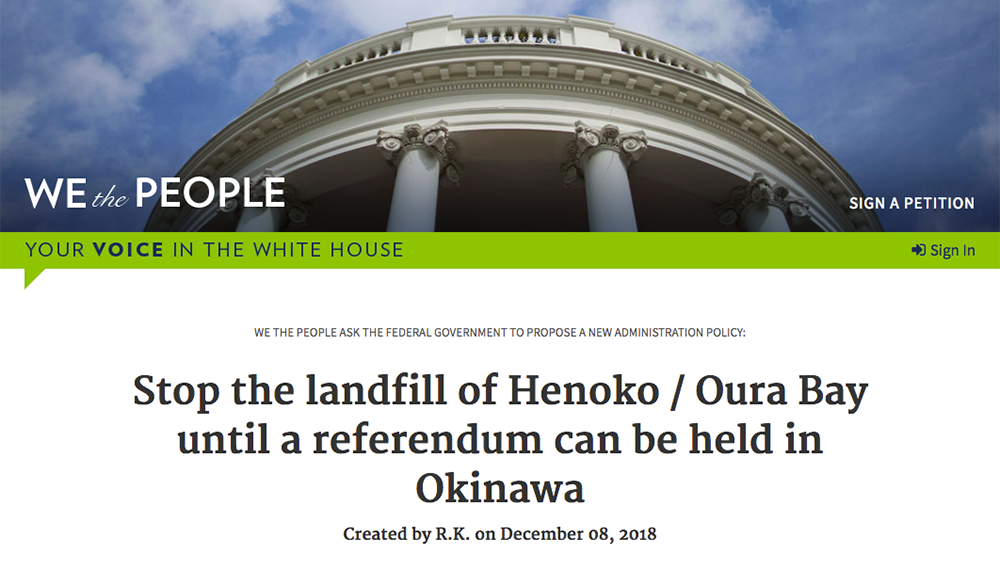 WE the PEOPLE
SIGN A PETITION
YOUR VOICE IN THE WHITE HOUSE
Sign In
WE THE PEOPLE ASK THE FEDERAL GOVERNMENT TO PROPOSE A NEW ADMINISTRATION POLICY:
Stop the landfill of Henoko / Oura Bay
until a referendum can be held in
Okinawa
Created by R.K. on December 08, 2018